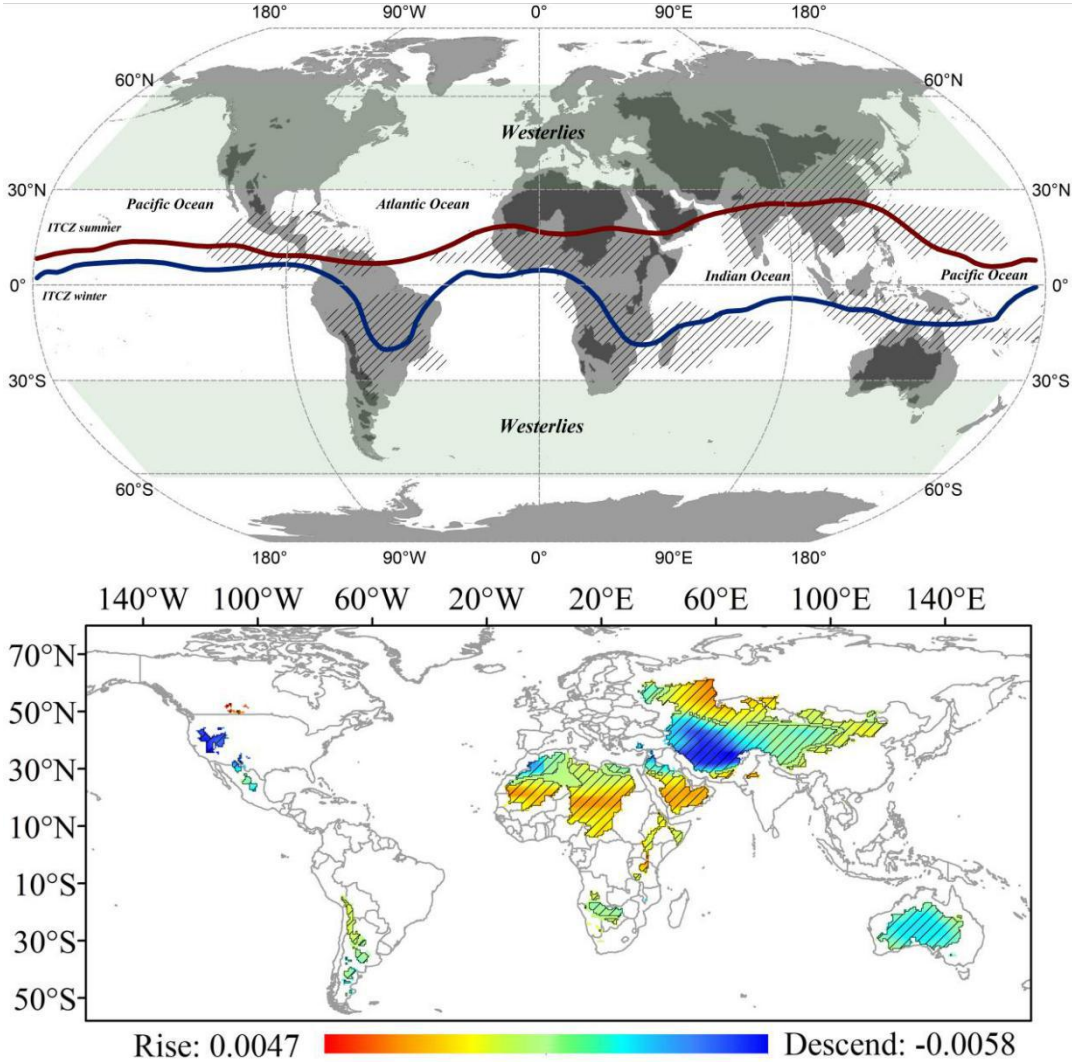 180° 90°W 0° 90°E 180°
60°N 60°N
Westerlies
30°N 30°N
Pacific Ocean Atlantic Ocean
ITCZ summer
Indian Ocean Pacific Ocean
0° 0°
ITCZ winter
30°S 30°S
Westerlies
60°S 60°S
180° 90°W 0° 90°E 180°
140°W 100°W 60°W 20°W 20°E 60°E 100°E 140°E
70°N
50°N
30°N
10°N
10°S
30°S
50°S
Rise: 0.0047 Descend: -0.0058